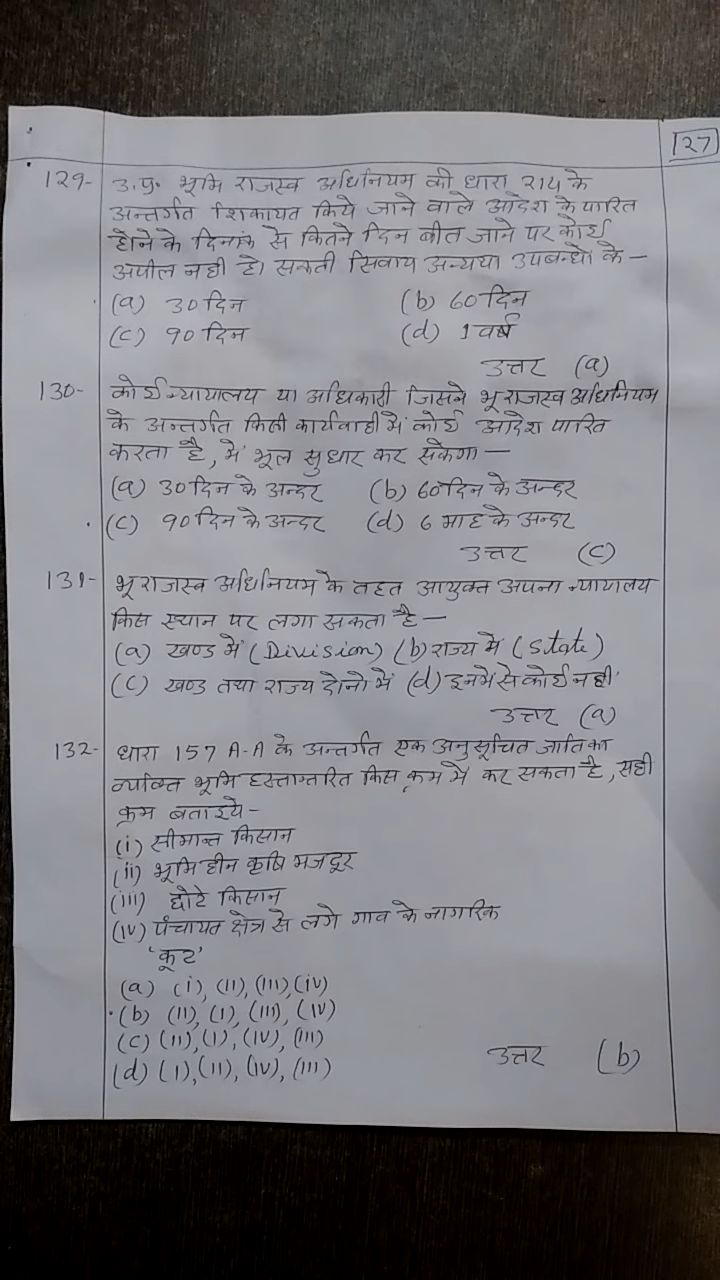 127
129- उ.प्र. भूमि राजस्व अधिनियम की धारा 214 के
अन्तर्गत शिकायत किये जाने वाले आदेश के पारित
होने के दिनांक से कितने दिन बीत जाने पर कोई
अपील नही हो सकती सिवाय अन्यथा उपबन्धो के —
(a) 30 दिन (b) 60 दिन
(c) 90 दिन (d) 1 वर्ष
उत्तर (a)
130- कोई न्यायालय या अधिकारी जिसने भू राजस्व अधिनियम
के अन्तर्गत किसी कार्यवाही में कोई आदेश पारित
करता है, में भूल सुधार कर सकेगा —
(a) 30 दिन के अन्दर (b) 60 दिन के अन्दर
(c) 90 दिन के अन्दर (d) 6 माह के अन्दर
उत्तर (c)
131- भू राजस्व अधिनियम के तहत आयुक्त अपना न्यायालय
किस स्थान पर लगा सकता है —
(a) खण्ड में (Division) (b) राज्य में (State)
(c) खण्ड तथा राज्य दोनो में (d) इनमे से कोई नही
उत्तर (a)
132- धारा 157 A-A के अन्तर्गत एक अनुसूचित जाति का
व्यक्ति भूमि हस्तान्तरित किस क्रम में कर सकता है, सही
क्रम बताइये -
(i) सीमान्त किसान
(ii) भूमि हीन कृषि मजदूर
(iii) छोटे किसान
(iv) पंचायत क्षेत्र से लगे गाव के नागरिक
'कूट'
(a) (i), (ii), (iii), (iv)
(b) (ii), (i), (iii), (iv)
(c) (ii), (i), (iv), (iii)
(d) (i), (ii), (iv), (iii) उत्तर (b)